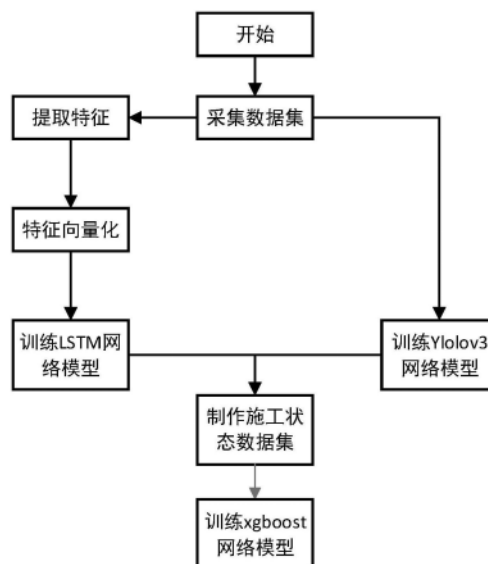 开始
提取特征
采集数据集
特征向量化
训练LSTM网
络模型
训练Ylolov3
网络模型
制作施工状
态数据集
训练xgboost
网络模型